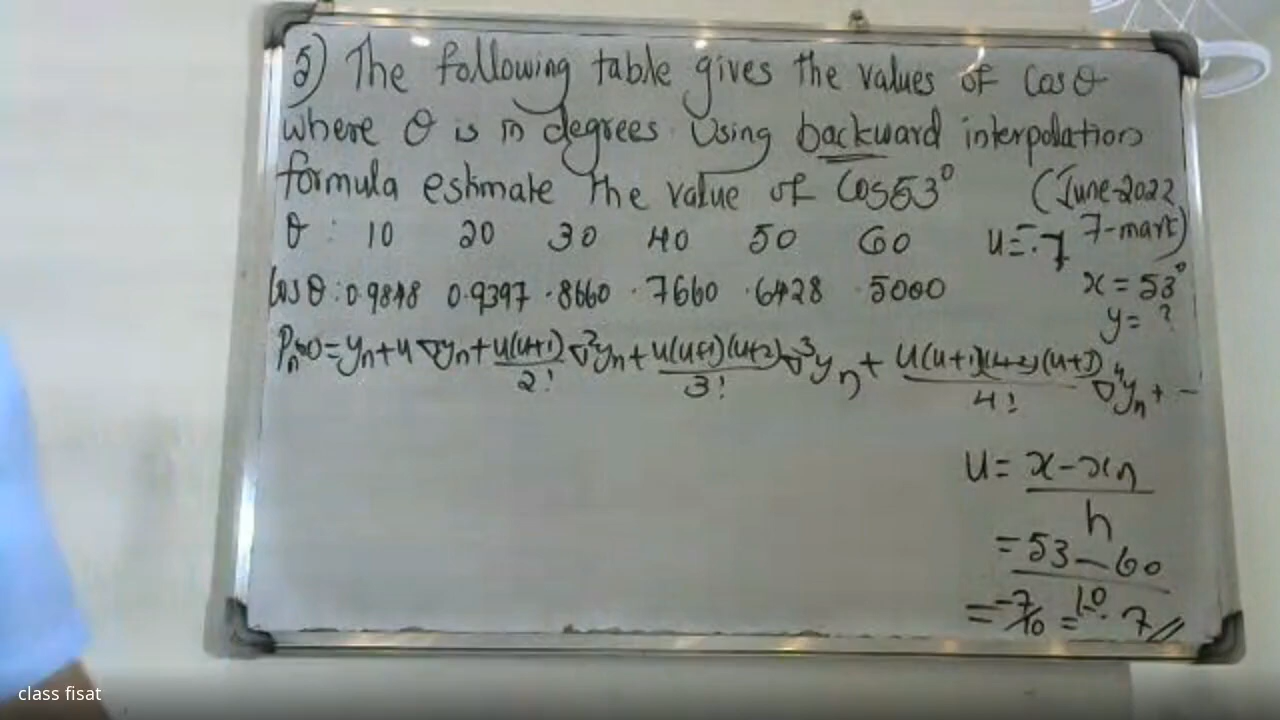 5) The following table gives the values of Cos θ
where θ is in degrees. Using backward interpolation
formula estimate the value of Cos 53° (June-2022
θ : 10 20 30 40 50 60 u = -.7 7-mark)
Cos θ : 0.9848 0.9397 .8660 .7660 .6428 .5000 x = 53°
y = ?
Pn(x) = yn + u ∇yn + u(u+1)/2! ∇²yn + u(u+1)(u+2)/3! ∇³yn + u(u+1)(u+2)(u+3)/4! ∇⁴yn + -
u = x - xn / h
= 53 - 60 / 10
= -7/10 = -.7 //
class fisat